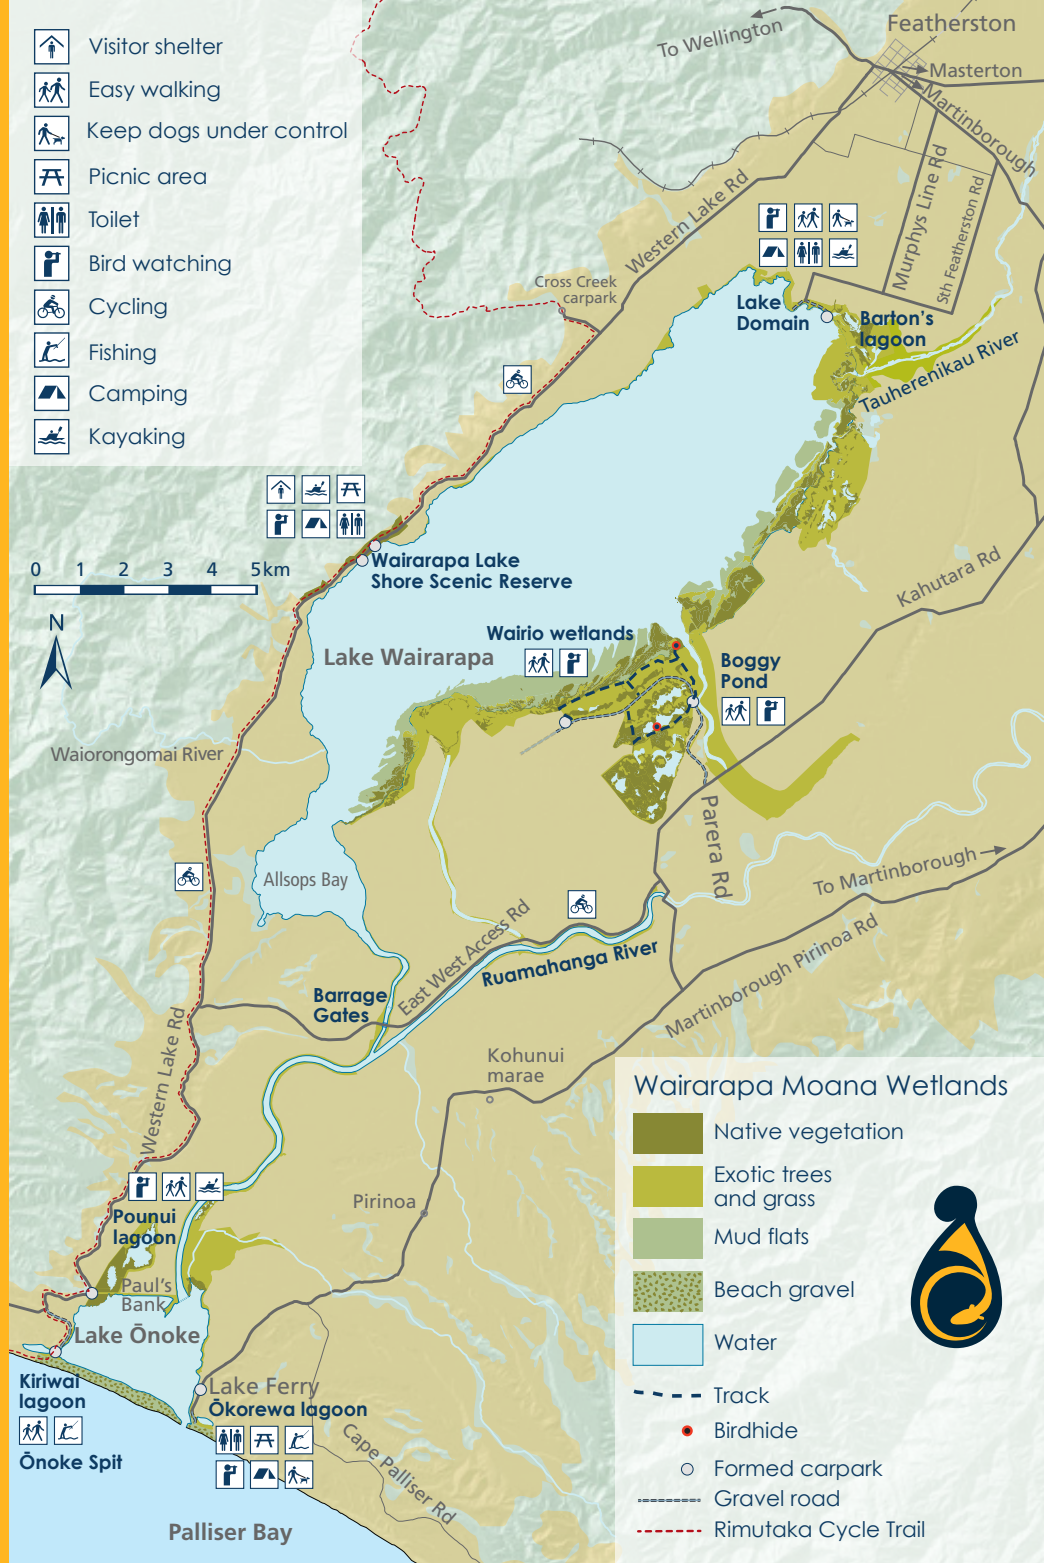 Visitor shelter
Easy walking
Keep dogs under control
Picnic area
Toilet
Bird watching
Cycling
Fishing
Camping
Kayaking
To Wellington
Featherston
Masterton
Martinborough
Murphys Line Rd
Sth Featherston Rd
Western Lake Rd
Cross Creek
carpark
Lake
Domain
Barton's
lagoon
Tauherenikau River
0 1 2 3 4 5km
N
Wairarapa Lake
Shore Scenic Reserve
Kahutara Rd
Wairio wetlands
Lake Wairarapa
Boggy
Pond
Waiorongomai River
Parera Rd
Allsops Bay
To Martinborough
East West Access Rd
Ruamahanga River
Martinborough Pirinoa Rd
Barrage
Gates
Western Lake Rd
Kohunui
marae
Pirinoa
Pounui
lagoon
Paul's
Bank
Lake Ōnoke
Kiriwai
lagoon
Ōnoke Spit
Lake Ferry
Ōkorewa lagoon
Cape Palliser Rd
Palliser Bay
Wairarapa Moana Wetlands
Native vegetation
Exotic trees
and grass
Mud flats
Beach gravel
Water
Track
Birdhide
Formed carpark
Gravel road
Rimutaka Cycle Trail